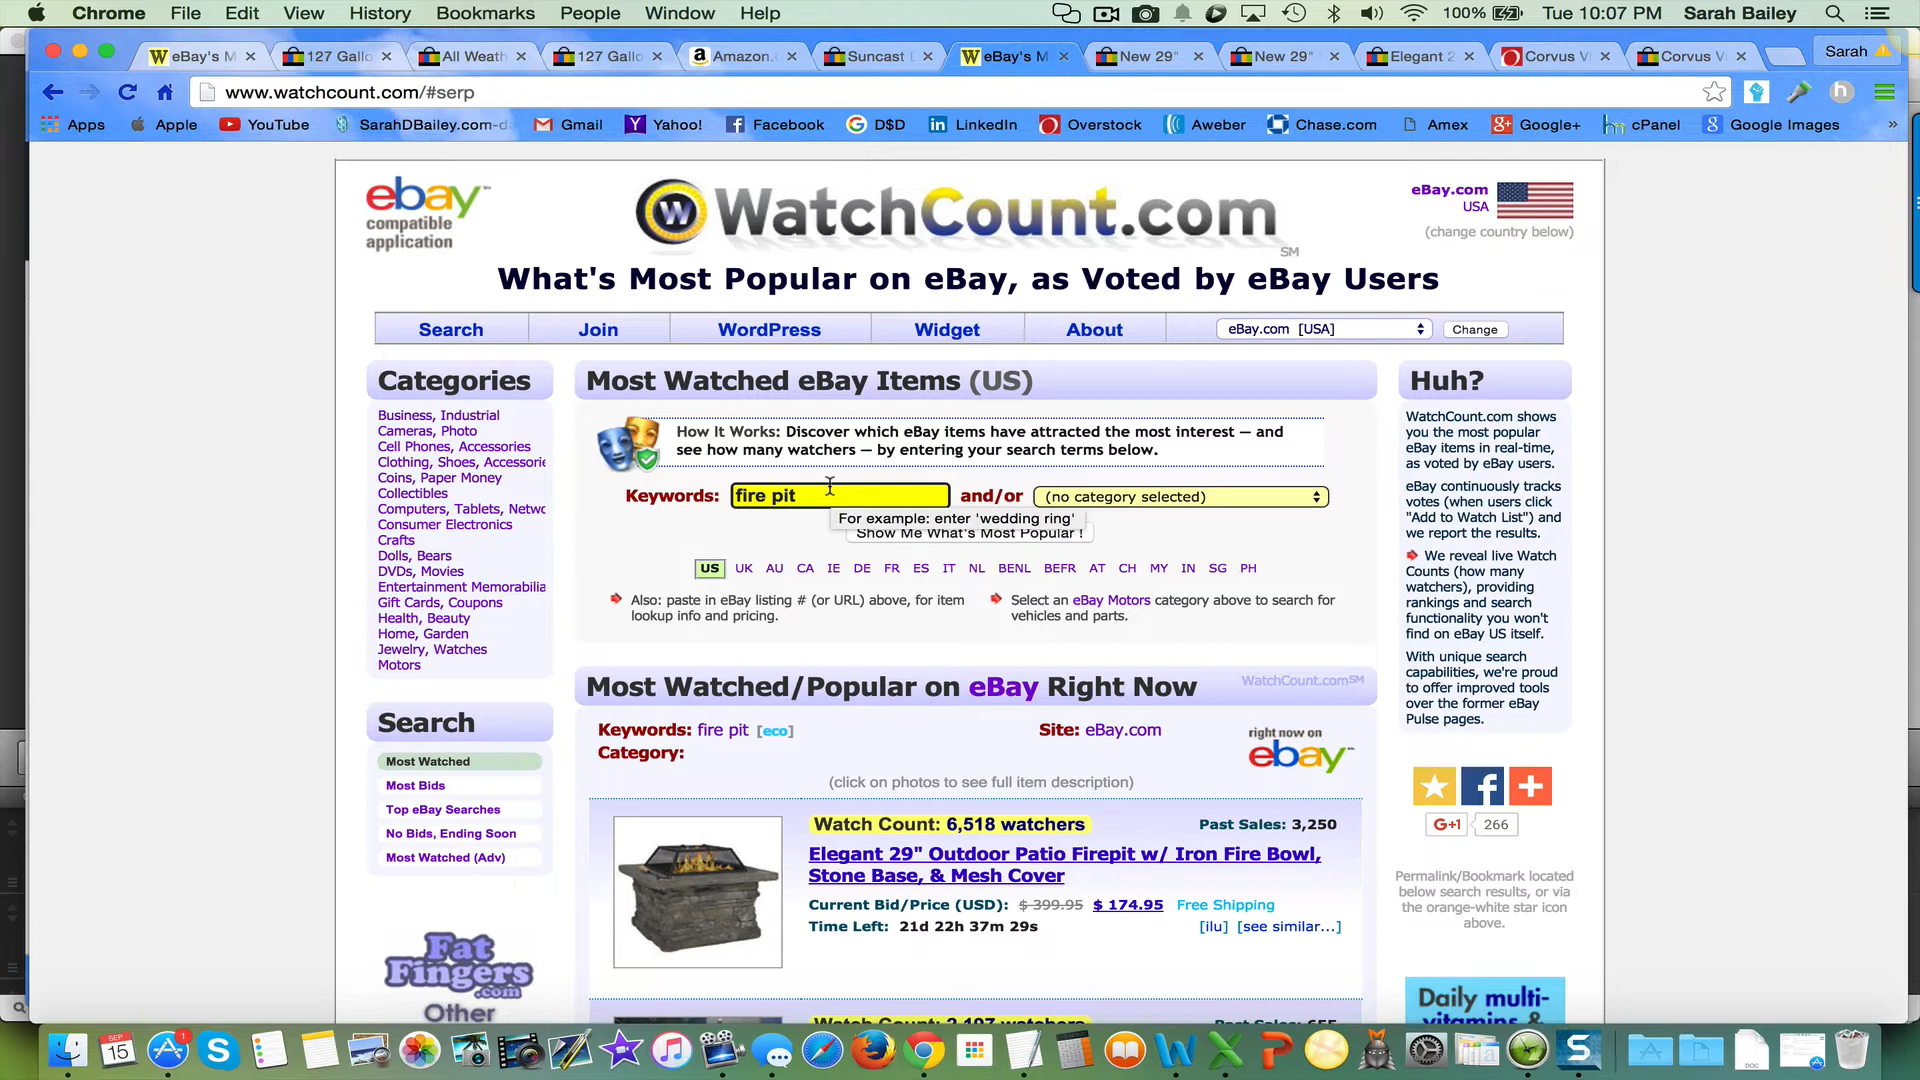 Chrome File Edit View History Bookmarks People Window Help 100% Tue 10:07 PM Sarah Bailey
eBay's M 127 Gallo All Weath 127 Gallo Amazon. Suncast eBay's M New 29" New 29" Elegant 2 Corvus V Corvus V Sarah
www.watchcount.com/#serp
Apps Apple YouTube SarahDBailey.com-d. Gmail Yahoo! Facebook D$D LinkedIn Overstock Aweber Chase.com Amex Google+ cPanel Google Images »
ebay™
compatible
application
WatchCount.com
SM
eBay.com
USA
(change country below)
What's Most Popular on eBay, as Voted by eBay Users
Search Join WordPress Widget About eBay.com [USA] Change
Categories
Business, Industrial
Cameras, Photo
Cell Phones, Accessories
Clothing, Shoes, Accessorie
Coins, Paper Money
Collectibles
Computers, Tablets, Netwo
Consumer Electronics
Crafts
Dolls, Bears
DVDs, Movies
Entertainment Memorabilia
Gift Cards, Coupons
Health, Beauty
Home, Garden
Jewelry, Watches
Motors
Search
Most Watched
Most Bids
Top eBay Searches
No Bids, Ending Soon
Most Watched (Adv)
Fat
Fingers
.com
Other
Most Watched eBay Items (US)
How It Works: Discover which eBay items have attracted the most interest — and
see how many watchers — by entering your search terms below.
Keywords: fire pit and/or (no category selected)
For example: enter 'wedding ring'
Show Me What's Most Popular !
US UK AU CA IE DE FR ES IT NL BENL BEFR AT CH MY IN SG PH
Also: paste in eBay listing # (or URL) above, for item
lookup info and pricing.
Select an eBay Motors category above to search for
vehicles and parts.
Most Watched/Popular on eBay Right Now WatchCount.comSM
Keywords: fire pit [eco] Site: eBay.com
Category:
right now on
ebay
(click on photos to see full item description)
Watch Count: 6,518 watchers Past Sales: 3,250
Elegant 29" Outdoor Patio Firepit w/ Iron Fire Bowl,
Stone Base, & Mesh Cover
Current Bid/Price (USD): $ 399.95 $ 174.95 Free Shipping
Time Left: 21d 22h 37m 29s [ilu] [see similar...]
Watch Count: 2,197 watchers Past Sales: 655
Huh?
WatchCount.com shows
you the most popular
eBay items in real-time,
as voted by eBay users.
eBay continuously tracks
votes (when users click
"Add to Watch List") and
we report the results.
We reveal live Watch
Counts (how many
watchers), providing
rankings and search
functionality you won't
find on eBay US itself.
With unique search
capabilities, we're proud
to offer improved tools
over the former eBay
Pulse pages.
G+1 266
Permalink/Bookmark located
below search results, or via
the orange-white star icon
above.
Daily multi-
vitamins &
SEP
15
1
DOC